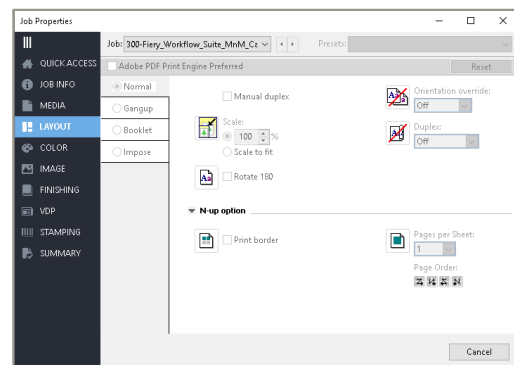 Job Properties
Job: 300-Fiery_Workflow_Suite_MnM_Cz
Presets:
QUICK ACCESS
JOB INFO
MEDIA
LAYOUT
COLOR
IMAGE
FINISHING
VDP
STAMPING
SUMMARY
Adobe PDF Print Engine Preferred
Reset
Normal
Gangup
Booklet
Impose
Manual duplex
Orientation override:
Off
Scale:
100 %
Scale to fit
Duplex:
Off
Rotate 180
N-up option
Print border
Pages per Sheet:
1
Page Order:
Cancel